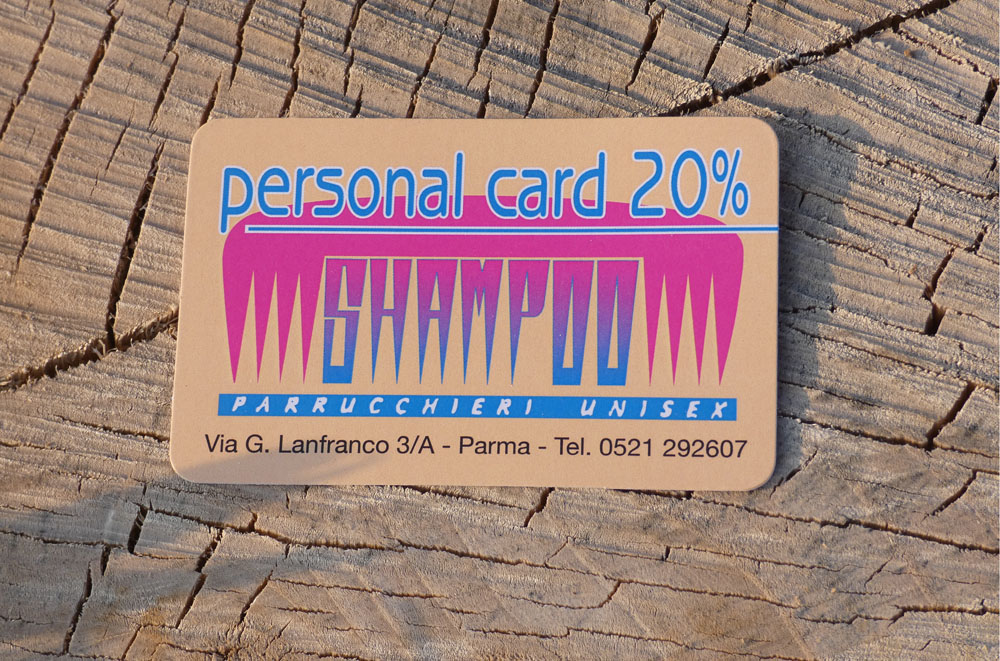 personal card 20%
SHAMPOO
PARRUCCHIERI UNISEX
Via G. Lanfranco 3/A - Parma - Tel. 0521 292607